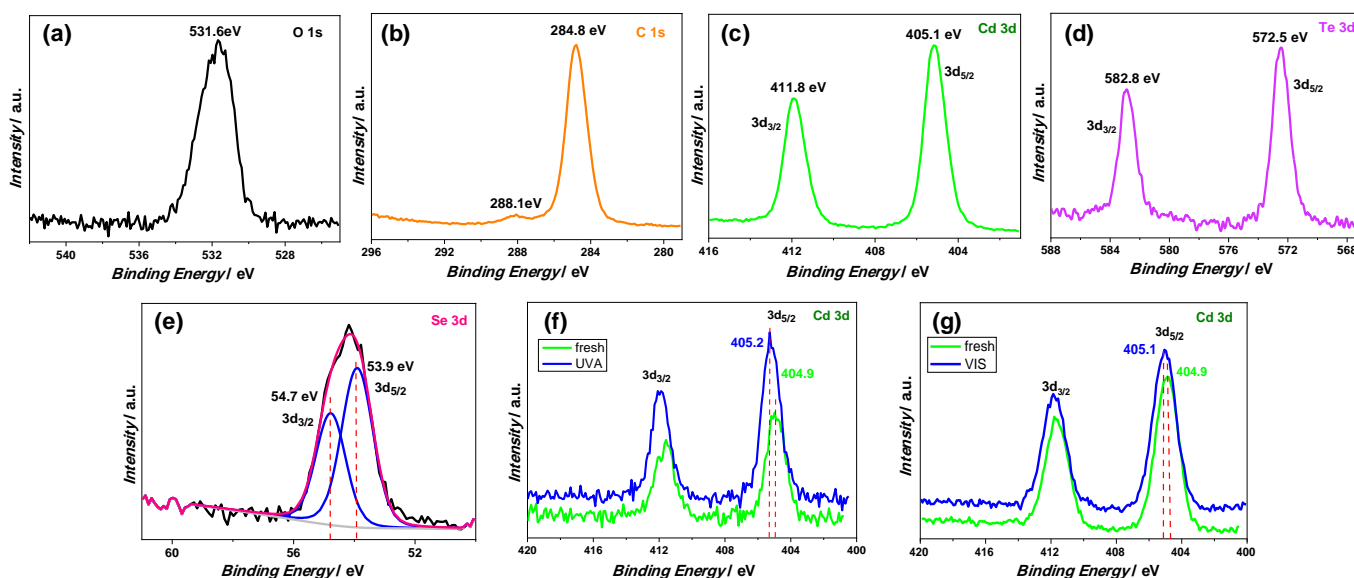 (a)
O 1s
531.6eV
Intensity/ a.u.
540 536 532 528
Binding Energy/ eV
(b)
C 1s
284.8 eV
288.1eV
Intensity/ a.u.
296 292 288 284 280
Binding Energy/ eV
(c)
Cd 3d
405.1 eV
3d5/2
411.8 eV
3d3/2
Intensity/ a.u.
416 412 408 404
Binding Energy/ eV
(d)
Te 3d
572.5 eV
3d5/2
582.8 eV
3d3/2
Intensity/ a.u.
588 584 580 576 572 568
Binding Energy/ eV
(e)
Se 3d
53.9 eV
3d5/2
54.7 eV
3d3/2
Intensity/ a.u.
60 56 52
Binding Energy/ eV
(f)
3d5/2
Cd 3d
fresh
UVA
405.2
404.9
3d3/2
Intensity/ a.u.
420 416 412 408 404 400
Binding Energy/ eV
(g)
Cd 3d
3d5/2
fresh
VIS
405.1
404.9
3d3/2
Intensity/ a.u.
420 416 412 408 404 400
Binding Energy/ eV